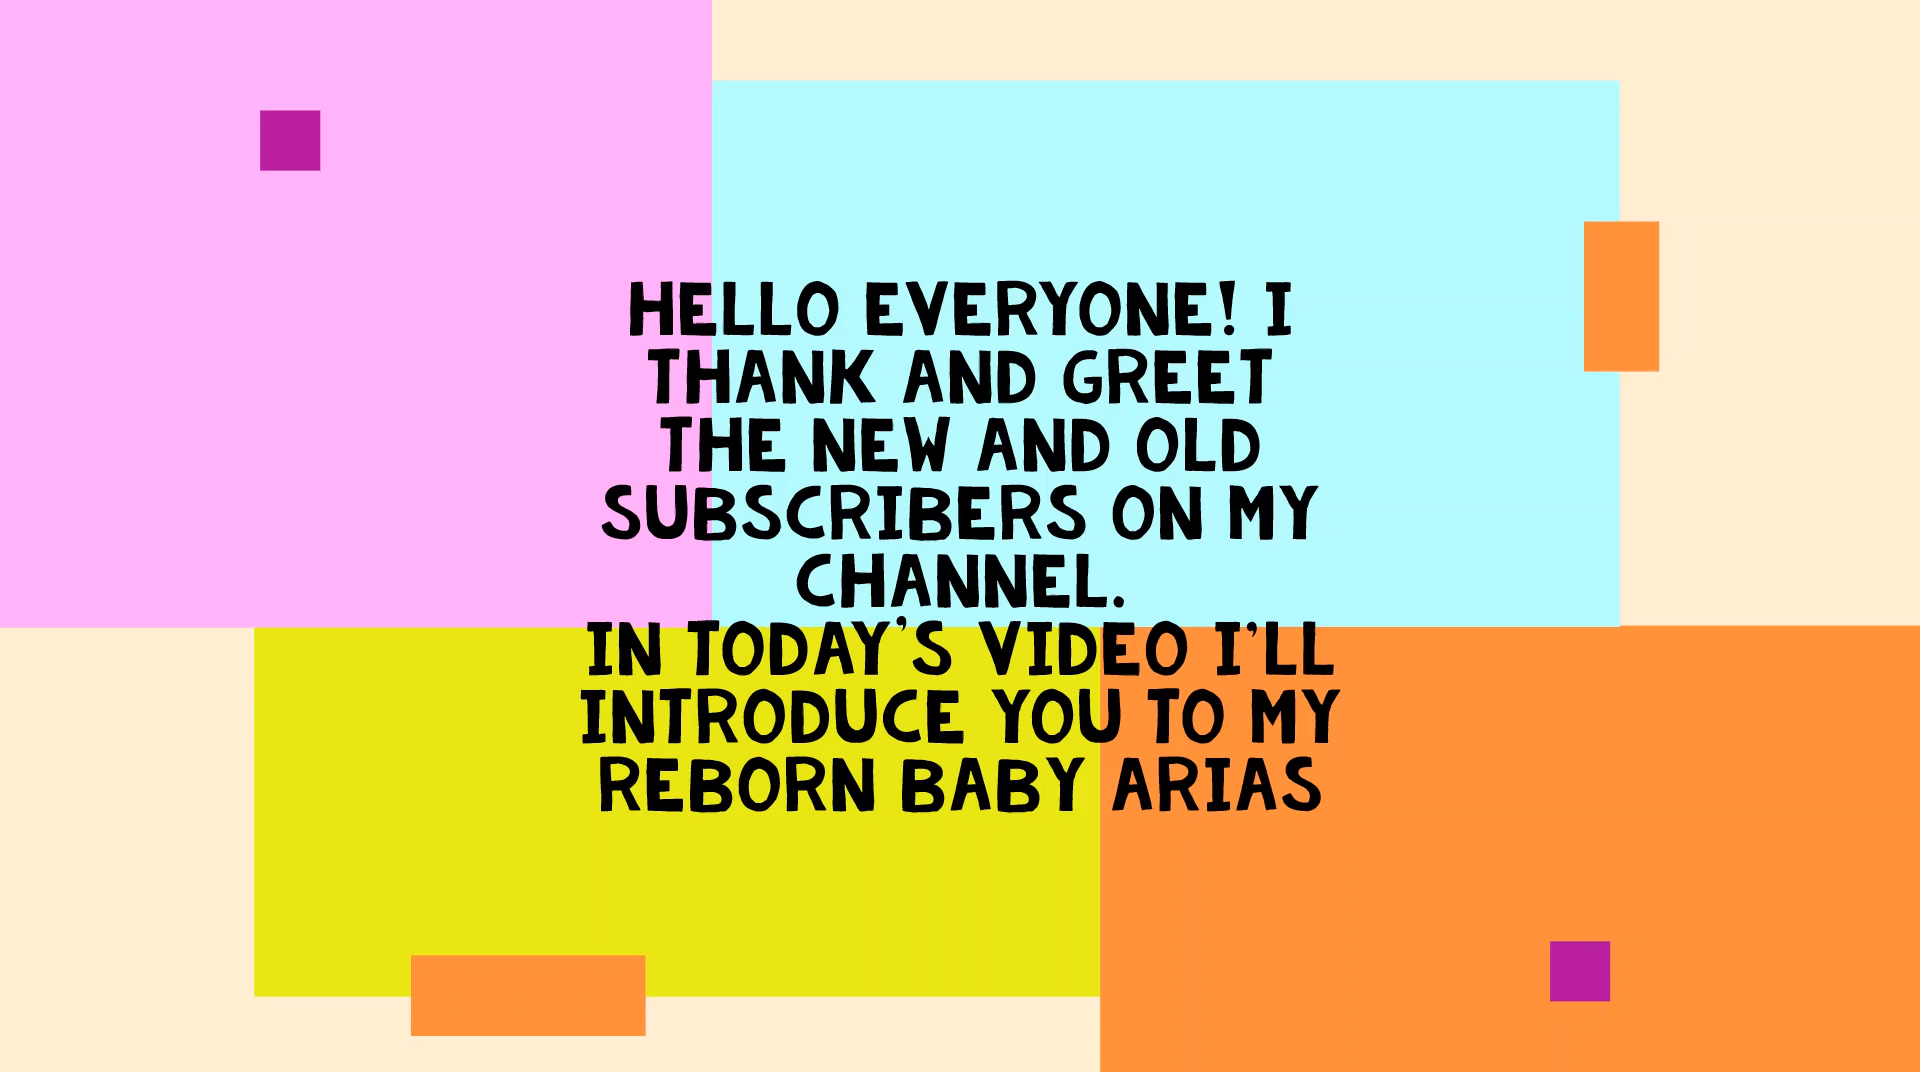 HELLO EVERYONE! I
THANK AND GREET
THE NEW AND OLD
SUBSCRIBERS ON MY
CHANNEL.
IN TODAY'S VIDEO I'LL
INTRODUCE YOU TO MY
REBORN BABY ARIAS